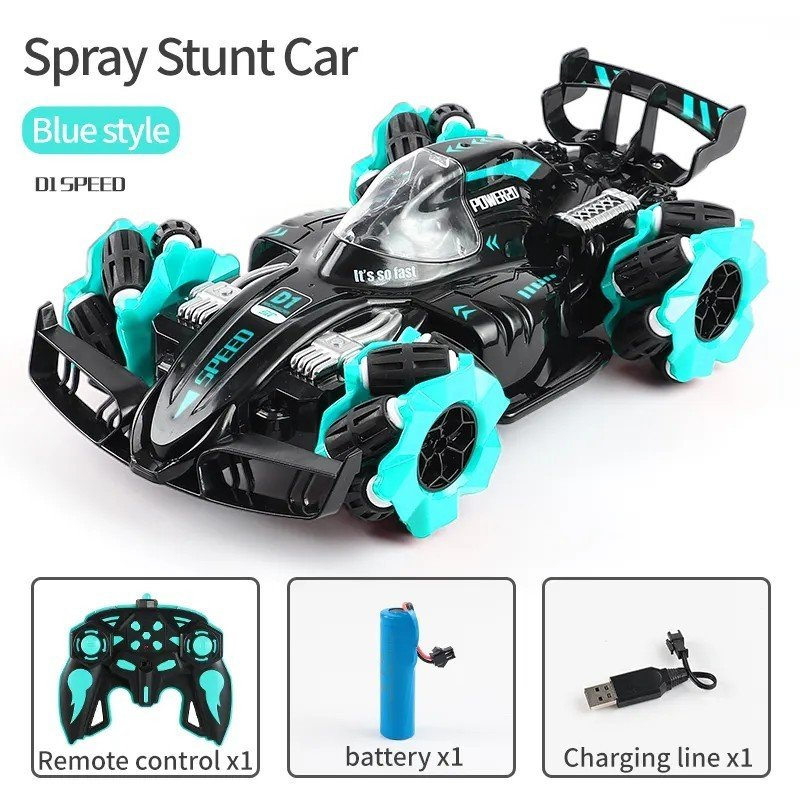 Spray Stunt Car
Blue style
D1 SPEED
POWER20
It's so fast
D1
SPEED
Remote control x1
battery x1
Charging line x1